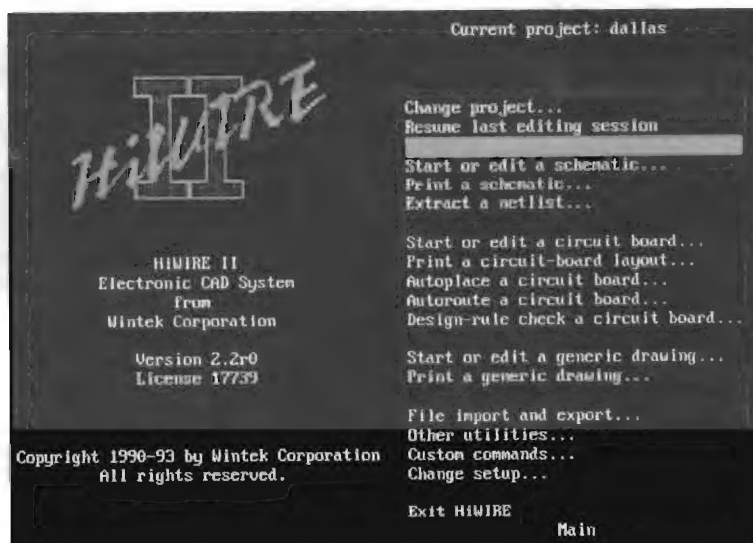 Current project: dallas
HiWIRE
II
HiWIRE II
Electronic CAD System
from
Wintek Corporation
Version 2.2r0
License 17739
Copyright 1990-93 by Wintek Corporation
All rights reserved.
Change project...
Resume last editing session
Start or edit a schematic...
Print a schematic...
Extract a netlist...
Start or edit a circuit board...
Print a circuit-board layout...
Autoplace a circuit board...
Autoroute a circuit board...
Design-rule check a circuit board...
Start or edit a generic drawing...
Print a generic drawing...
File import and export...
Other utilities...
Custom commands...
Change setup...
Exit HiWIRE
Main